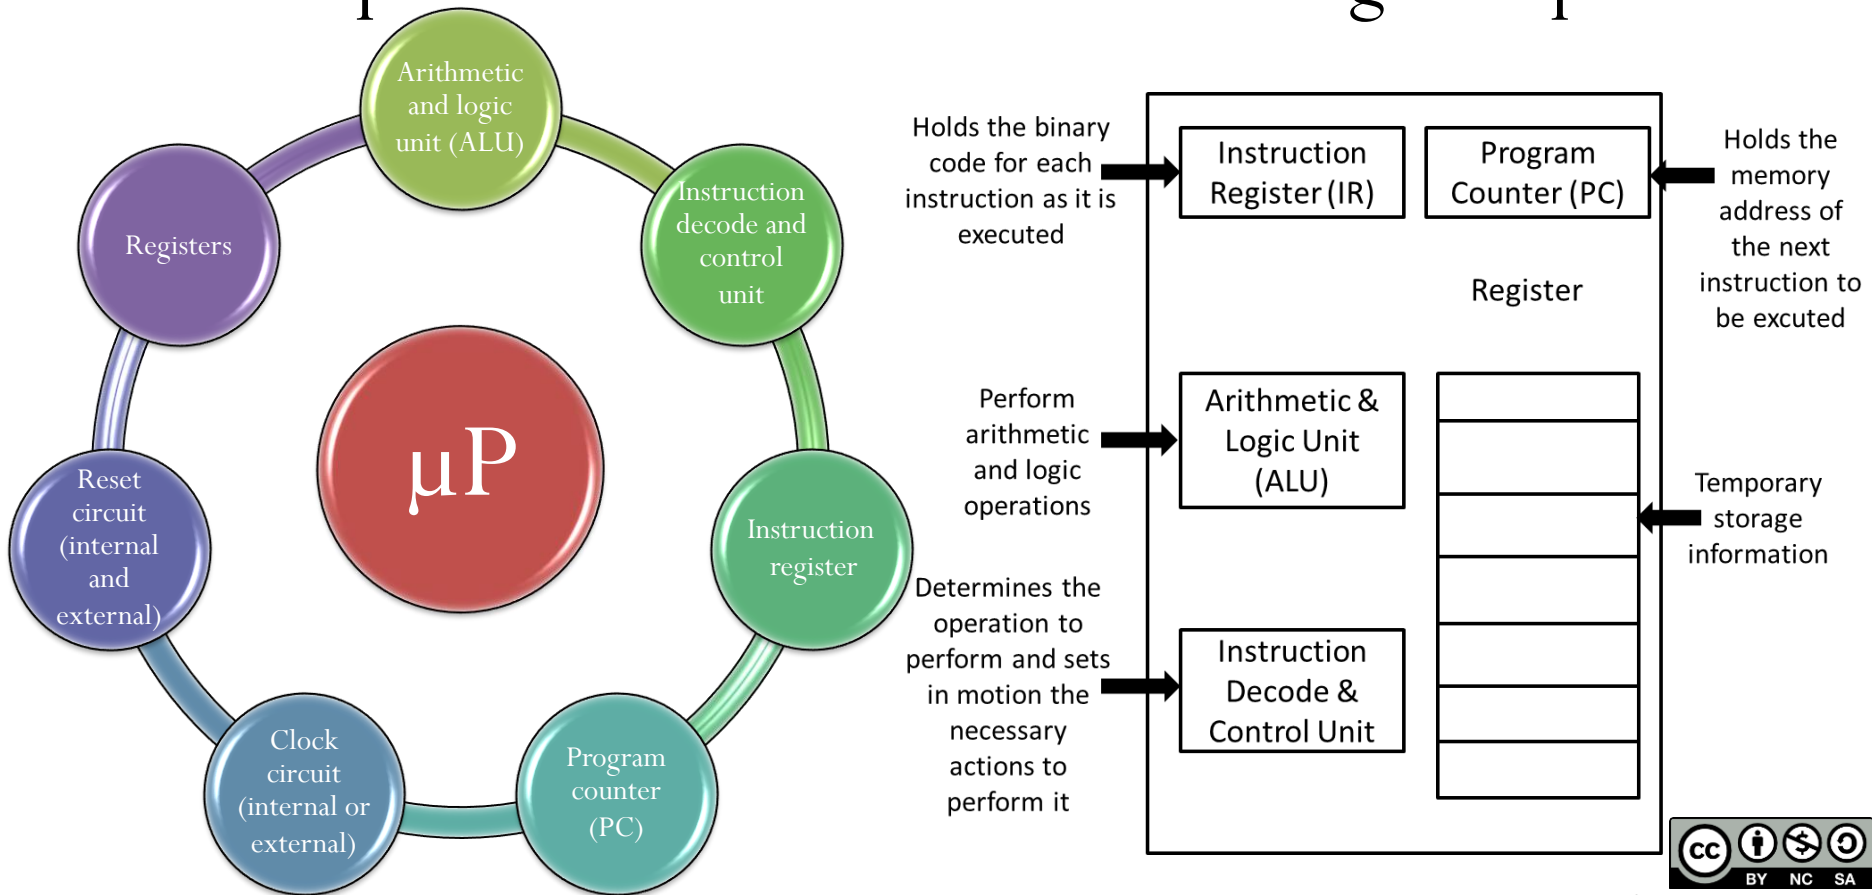 Arithmetic
and logic
unit (ALU)
Instruction
decode and
control
unit
Instruction
register
Program
counter
(PC)
Clock
circuit
(internal or
external)
Reset
circuit
(internal
and
external)
Registers
µP
Holds the binary
code for each
instruction as it is
executed
Instruction
Register (IR)
Program
Counter (PC)
Holds the
memory
address of
the next
instruction to
be excuted
Register
Perform
arithmetic
and logic
operations
Arithmetic &
Logic Unit
(ALU)
Temporary
storage
information
Determines the
operation to
perform and sets
in motion the
necessary
actions to
perform it
Instruction
Decode &
Control Unit
cc
BY NC SA